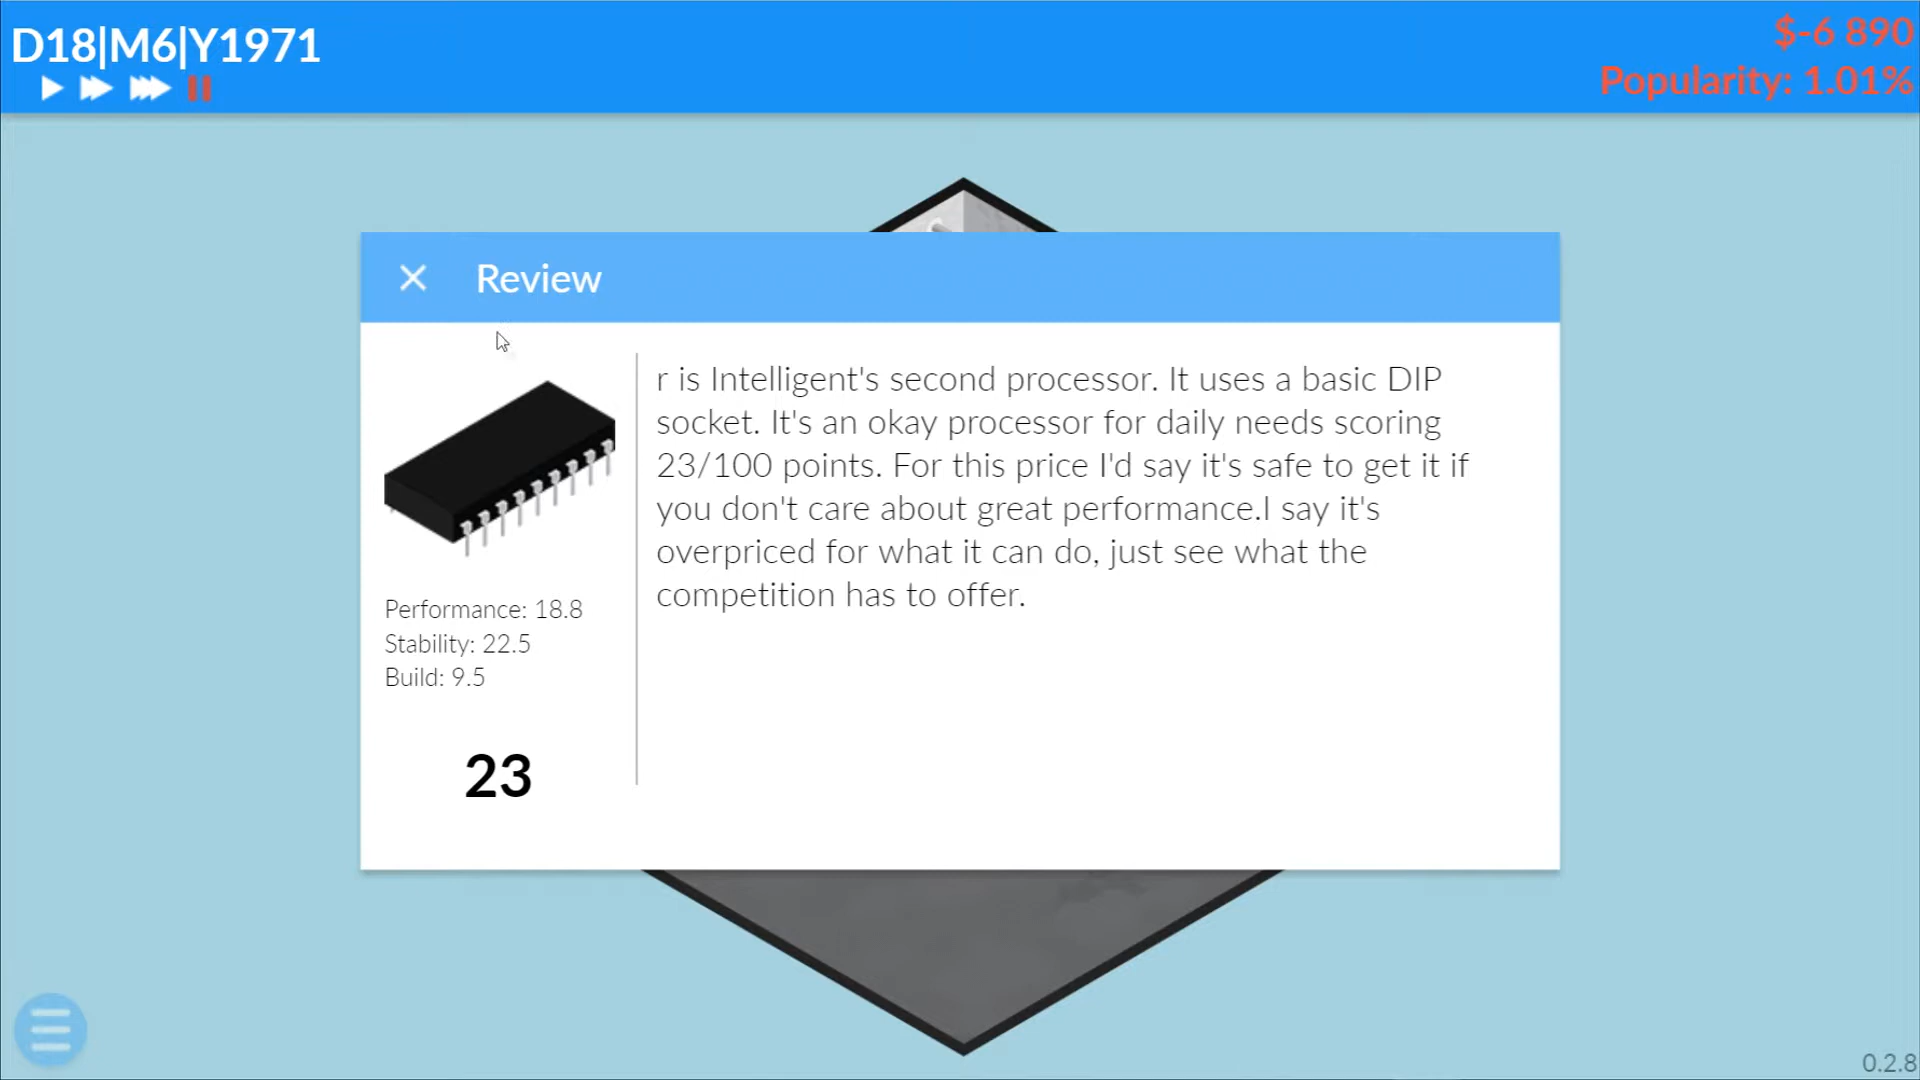 D18|M6|Y1971
$-6 890
Popularity: 1.01%
Review
r is Intelligent's second processor. It uses a basic DIP
socket. It's an okay processor for daily needs scoring
23/100 points. For this price I'd say it's safe to get it if
you don't care about great performance.I say it's
overpriced for what it can do, just see what the
competition has to offer.
Performance: 18.8
Stability: 22.5
Build: 9.5
23
0.2.8